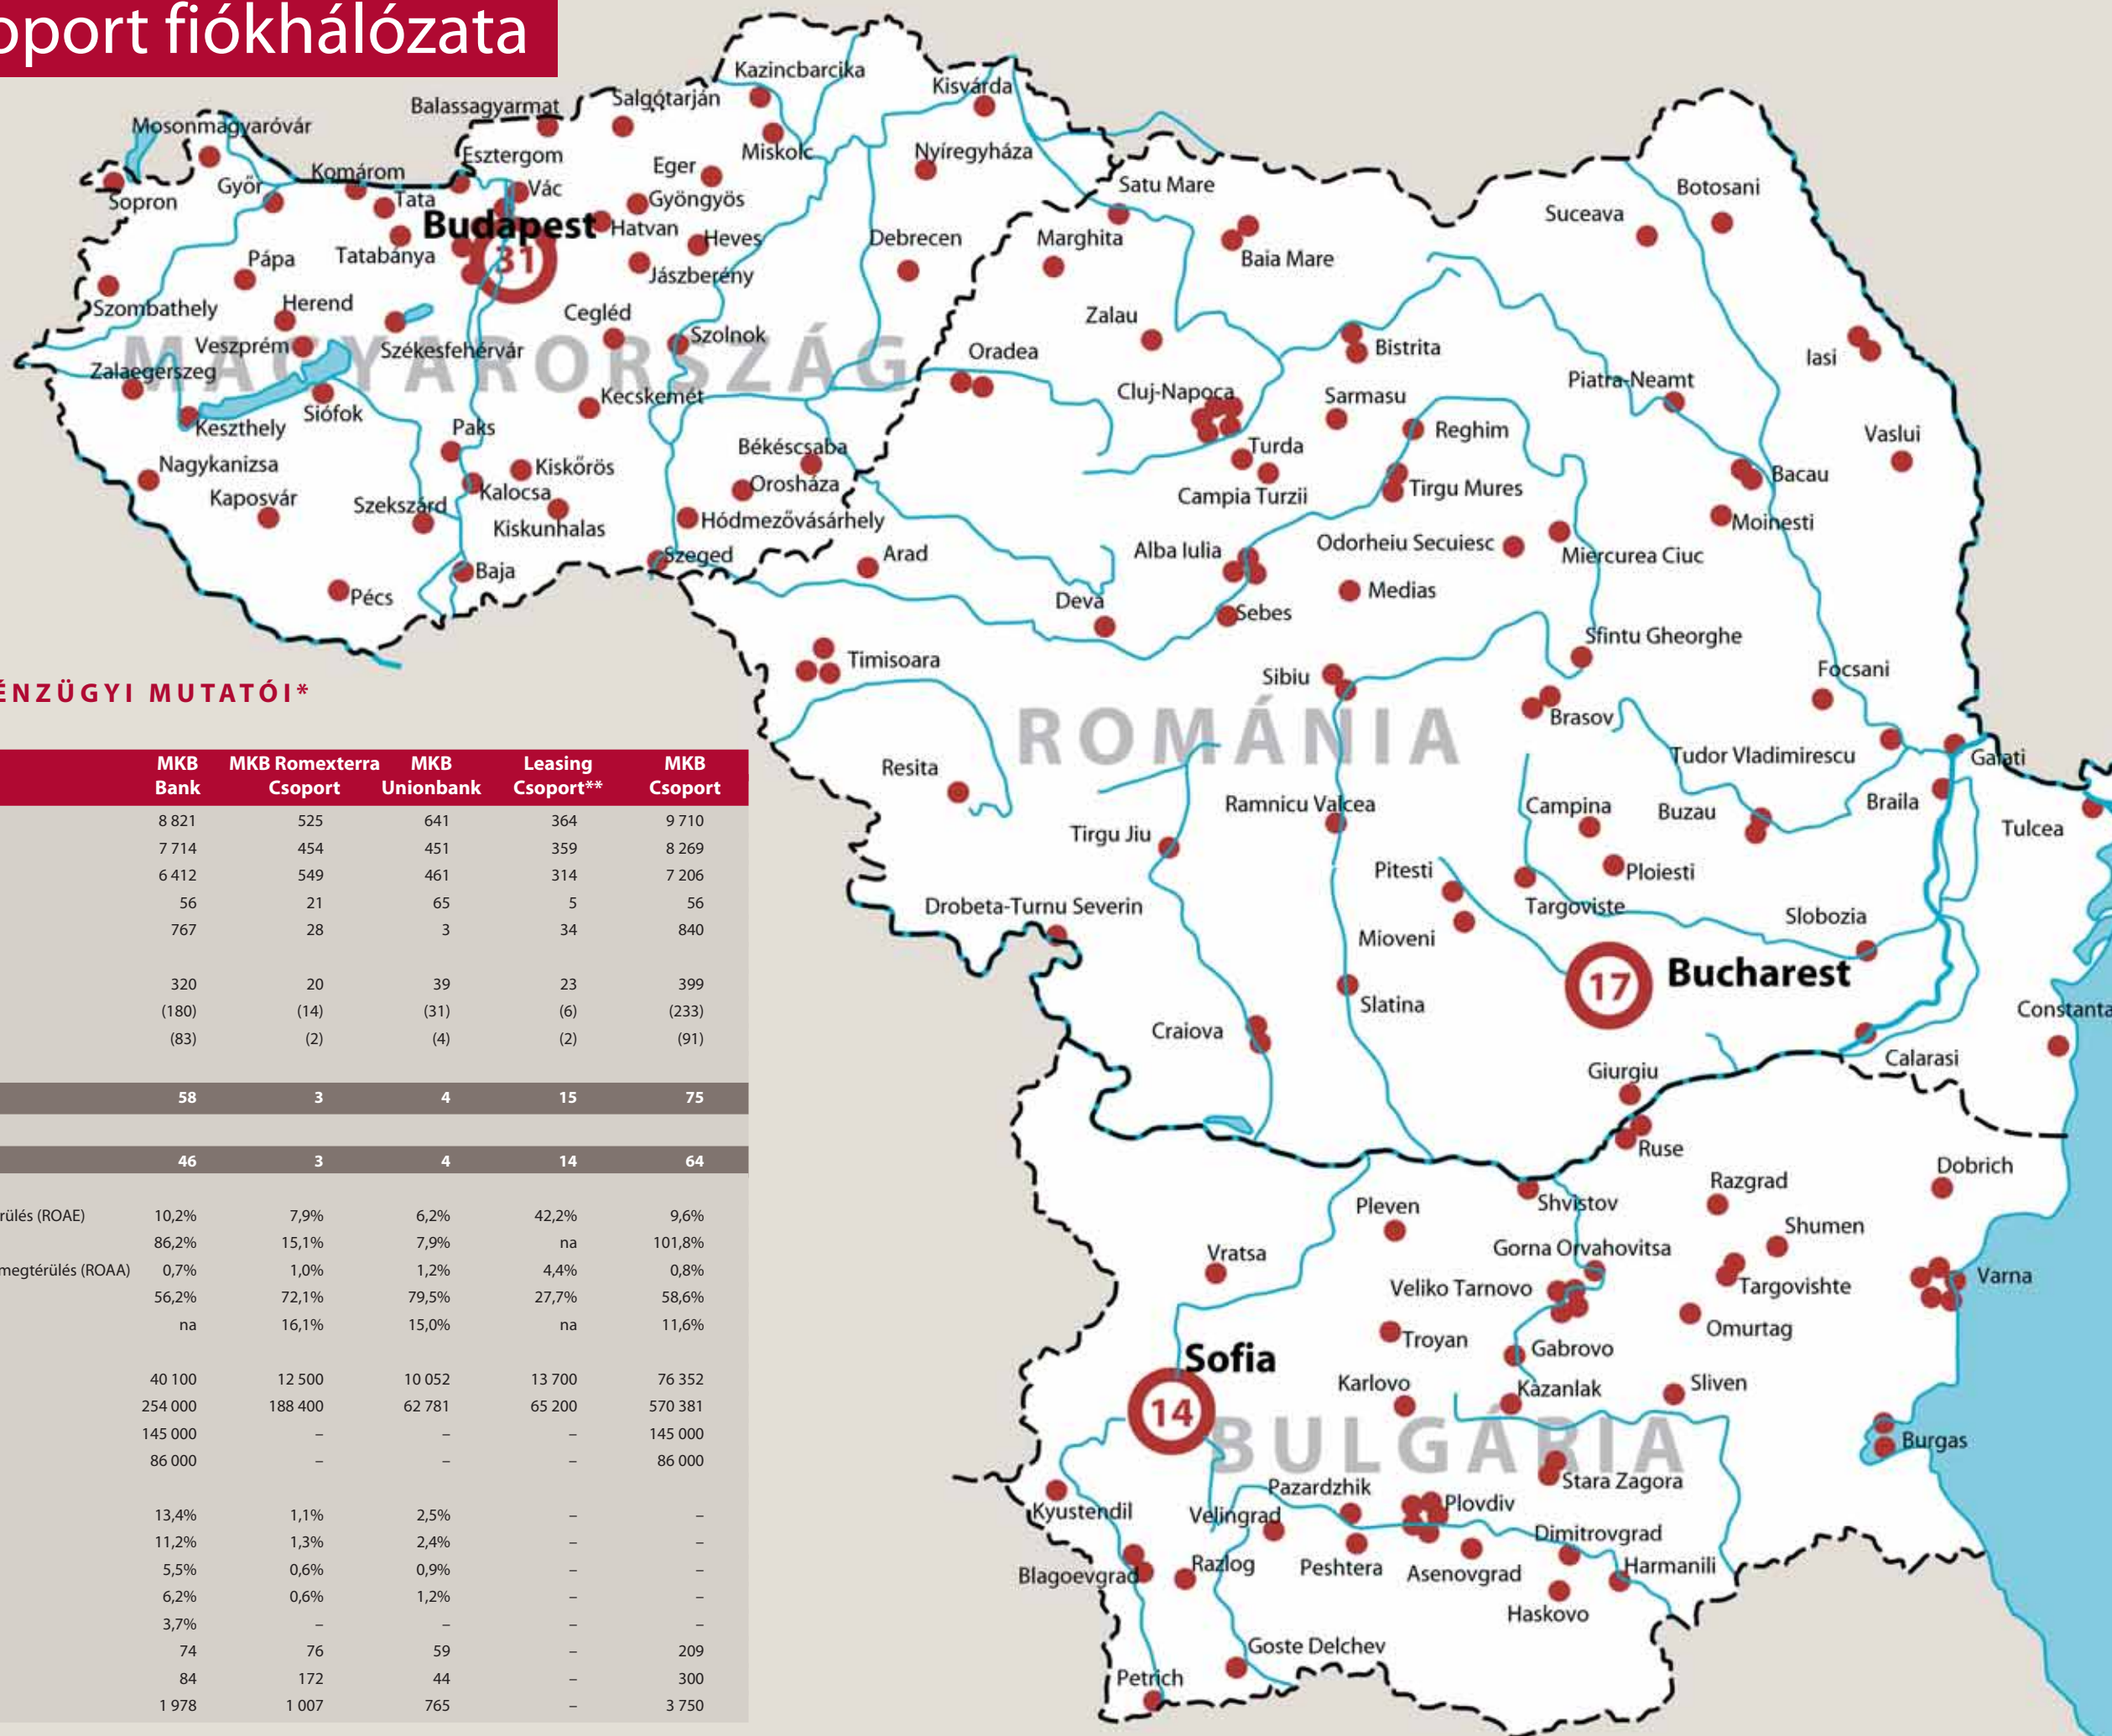 oport fiókhálózata
Kazincbarcika
Kisvárda
Balassagyarmat
Salgótarján
Mosonmagyaróvár
Miskolc
Nyíregyháza
Esztergom
Eger
Komárom
Győr
Vác
Sopron
Tata
Gyöngyös
Budapest
31
Hatvan
Heves
Debrecen
Tatabánya
Pápa
Jászberény
Szombathely
Herend
Cegléd
Szolnok
Veszprém
Székesfehérvár
MAGYARORSZÁG
Zalaegerszeg
Kecskemét
Siófok
Keszthely
Paks
Békéscsaba
Nagykanizsa
Kiskőrös
Orosháza
Kaposvár
Szekszárd
Kalocsa
Kiskunhalas
Hódmezővásárhely
Szeged
Baja
Pécs
Satu Mare
Botosani
Suceava
Marghita
Baia Mare
Zalau
Oradea
Bistrita
Iasi
Cluj-Napoca
Sarmasu
Piatra-Neamt
Reghim
Vaslui
Turda
Bacau
Campia Turzii
Tirgu Mures
Moinesti
Arad
Alba Iulia
Odorheiu Secuiesc
Miercurea Ciuc
Deva
Medias
Sebes
Sfintu Gheorghe
Timisoara
Sibiu
Focsani
ROMÁNIA
Brasov
Tudor Vladimirescu
Galati
Resita
Ramnicu Valcea
Campina
Buzau
Braila
Tulcea
Tirgu Jiu
Pitesti
Ploiesti
Drobeta-Turnu Severin
Targoviste
Slobozia
Mioveni
17
Bucharest
Slatina
Constanta
Craiova
Calarasi
Giurgiu
Ruse
Dobrich
Razgrad
Pleven
Shvistov
Shumen
Vratsa
Gorna Orvahovitsa
Varna
Veliko Tarnovo
Targovishte
Omurtag
Troyan
Gabrovo
Sofia
14
Karlovo
Kazanlak
Sliven
BULGÁRIA
Burgas
Stara Zagora
Pazardzhik
Kyustendil
Velingrad
Plovdiv
Dimitrovgrad
Blagoevgrad
Razlog
Peshtera
Asenovgrad
Harmanili
Haskovo
Goste Delchev
Petrich
ÉNZÜGYI MUTATÓI*
MKB MKB Romexterra MKB Leasing MKB
Bank Csoport Unionbank Csoport** Csoport
8 821 525 641 364 9 710
7 714 454 451 359 8 269
6 412 549 461 314 7 206
56 21 65 5 56
767 28 3 34 840
320 20 39 23 399
(180) (14) (31) (6) (233)
(83) (2) (4) (2) (91)
58 3 4 15 75
46 3 4 14 64
rülés (ROAE) 10,2% 7,9% 6,2% 42,2% 9,6%
86,2% 15,1% 7,9% na 101,8%
megtérülés (ROAA) 0,7% 1,0% 1,2% 4,4% 0,8%
56,2% 72,1% 79,5% 27,7% 58,6%
na 16,1% 15,0% na 11,6%
40 100 12 500 10 052 13 700 76 352
254 000 188 400 62 781 65 200 570 381
145 000 – – – 145 000
86 000 – – – 86 000
13,4% 1,1% 2,5% – –
11,2% 1,3% 2,4% – –
5,5% 0,6% 0,9% – –
6,2% 0,6% 1,2% – –
3,7% – – – –
74 76 59 – 209
84 172 44 – 300
1 978 1 007 765 – 3 750